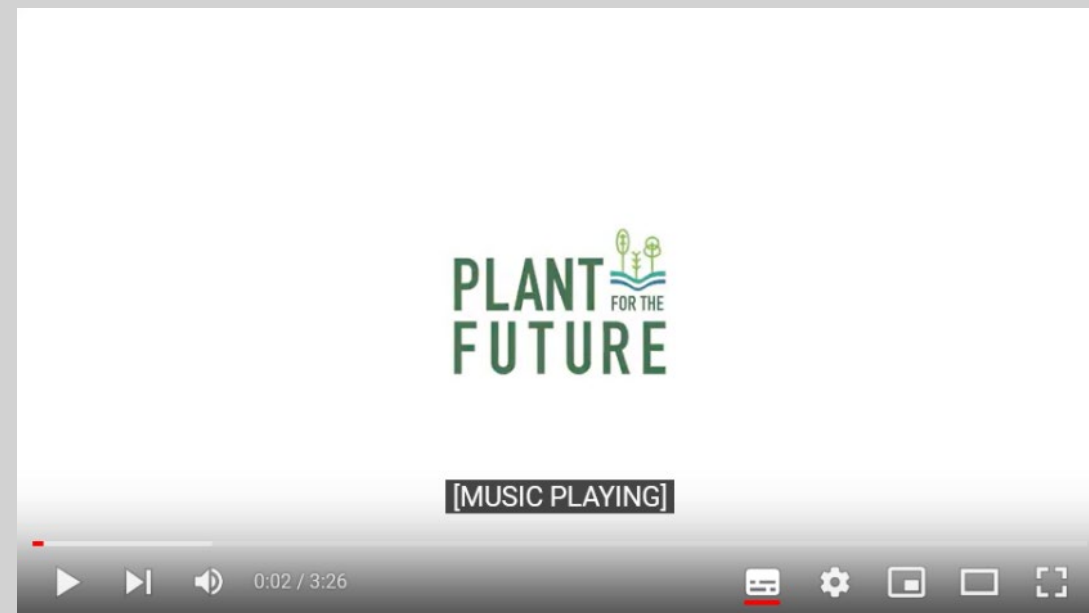 PLANT
FOR THE
FUTURE
[MUSIC PLAYING]
0:02 / 3:26